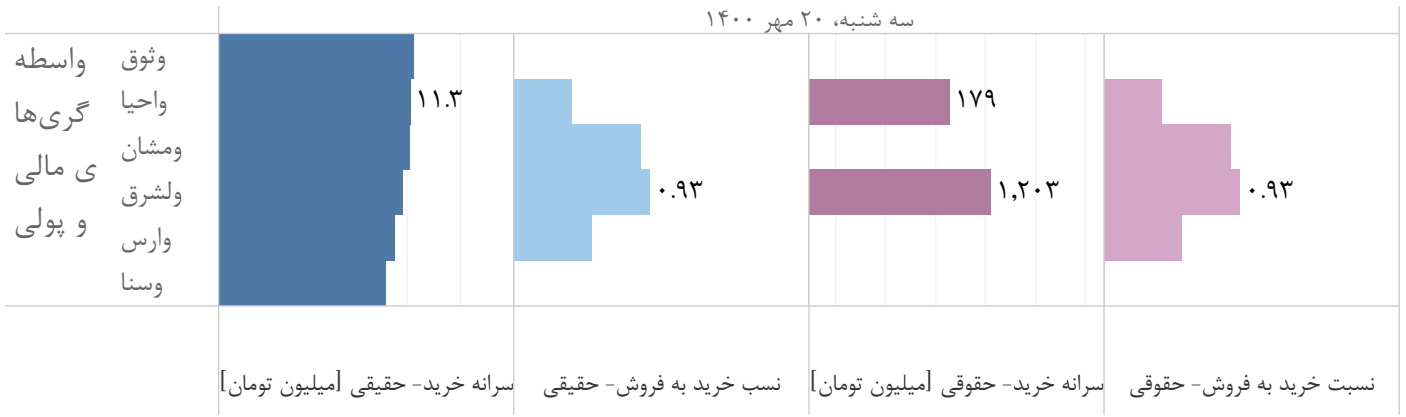 سه شنبه، ۲۰ مهر ۱۴۰۰
واسطه
گری‌ها
ی مالی
و پولی
وثوق
واحیا
ومشان
ولشرق
وارس
وسنا
۱۱.۳
۱۷۹
۰.۹۳
۱,۲۰۳
۰.۹۳
سرانه خرید- حقیقی [میلیون تومان]
نسب خرید به فروش- حقیقی
سرانه خرید- حقوقی [میلیون تومان]
نسبت خرید به فروش- حقوقی